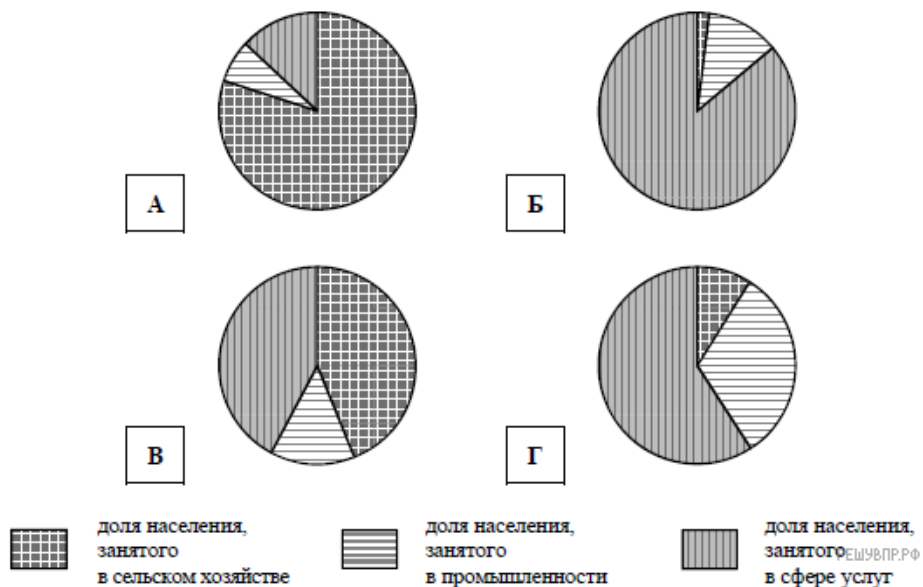 А
Б
В
Г
доля населения,
занятого
в сельском хозяйстве
доля населения,
занятого
в промышленности
доля населения,
занятого
в сфере услуг
РЕШУВПР.РФ